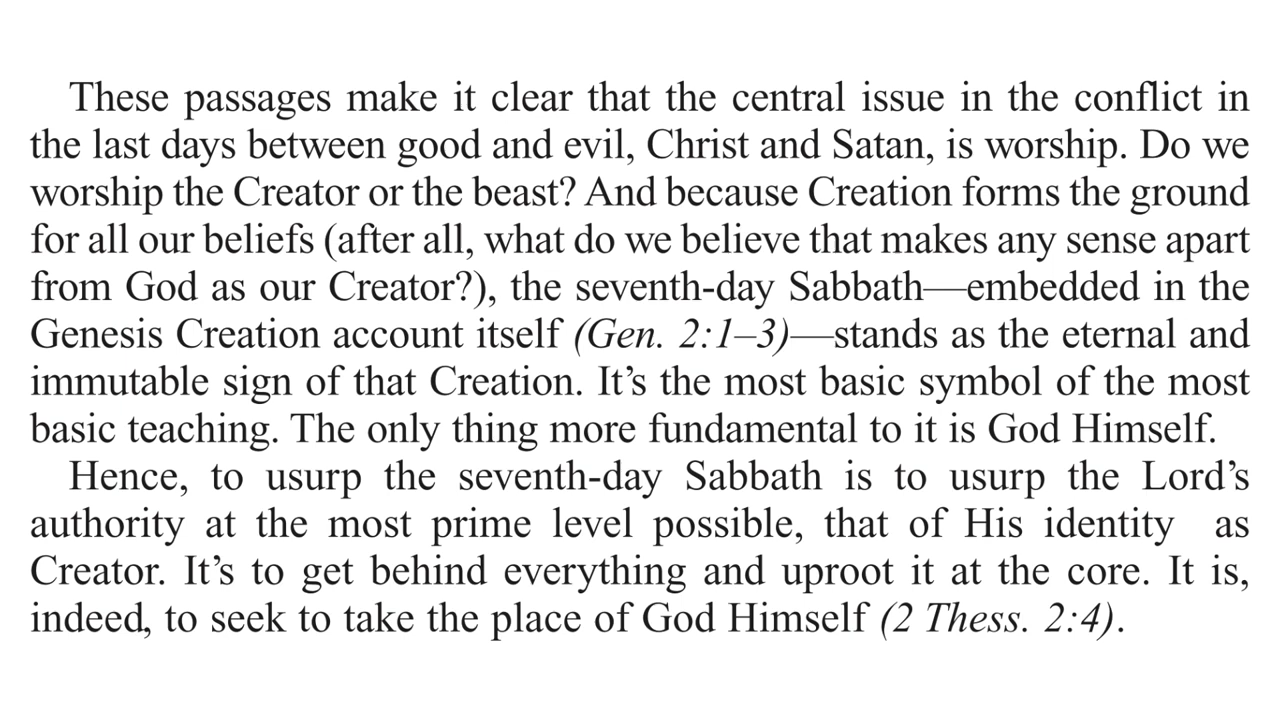 These passages make it clear that the central issue in the conflict in
the last days between good and evil, Christ and Satan, is worship. Do we
worship the Creator or the beast? And because Creation forms the ground
for all our beliefs (after all, what do we believe that makes any sense apart
from God as our Creator?), the seventh-day Sabbath—embedded in the
Genesis Creation account itself (Gen. 2:1–3)—stands as the eternal and
immutable sign of that Creation. It’s the most basic symbol of the most
basic teaching. The only thing more fundamental to it is God Himself.
Hence, to usurp the seventh-day Sabbath is to usurp the Lord’s
authority at the most prime level possible, that of His identity as
Creator. It’s to get behind everything and uproot it at the core. It is,
indeed, to seek to take the place of God Himself (2 Thess. 2:4).